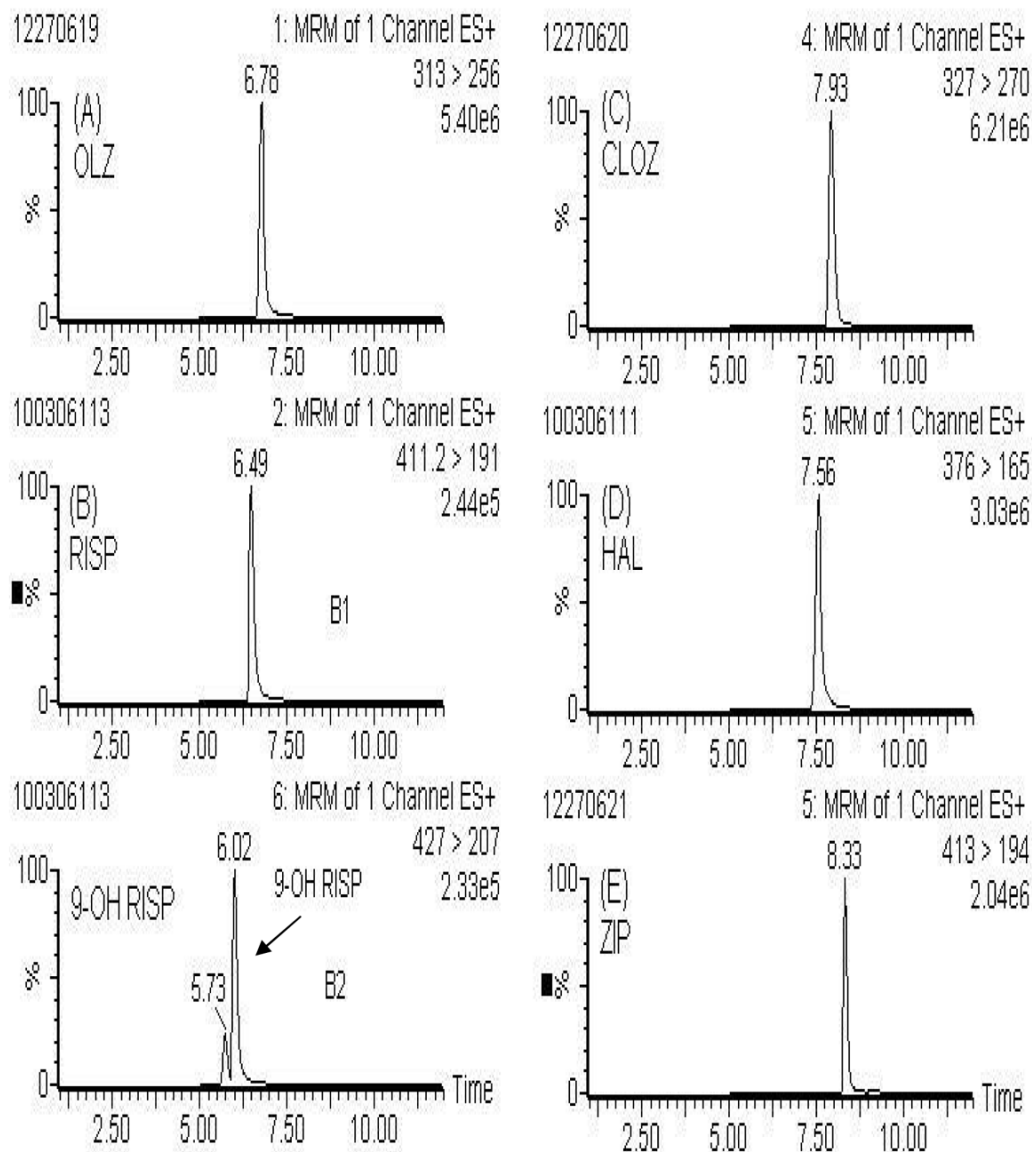 12270619 1: MRM of 1 Channel ES+
6.78 313 > 256
100 5.40e6
(A)
OLZ
%
0
2.50 5.00 7.50 10.00
100306113 2: MRM of 1 Channel ES+
6.49 411.2 > 191
100 2.44e5
(B)
RISP
%
B1
0
2.50 5.00 7.50 10.00
100306113 6: MRM of 1 Channel ES+
6.02 427 > 207
100 2.33e5
9-OH RISP 9-OH RISP
% 5.73 B2
0 Time
2.50 5.00 7.50 10.00
12270620 4: MRM of 1 Channel ES+
7.93 327 > 270
100 6.21e6
(C)
CLOZ
%
0
2.50 5.00 7.50 10.00
100306111 5: MRM of 1 Channel ES+
7.56 376 > 165
100 3.03e6
(D)
HAL
%
0
2.50 5.00 7.50 10.00
12270621 5: MRM of 1 Channel ES+
8.33 413 > 194
100 2.04e6
(E)
ZIP
%
0 Time
2.50 5.00 7.50 10.00